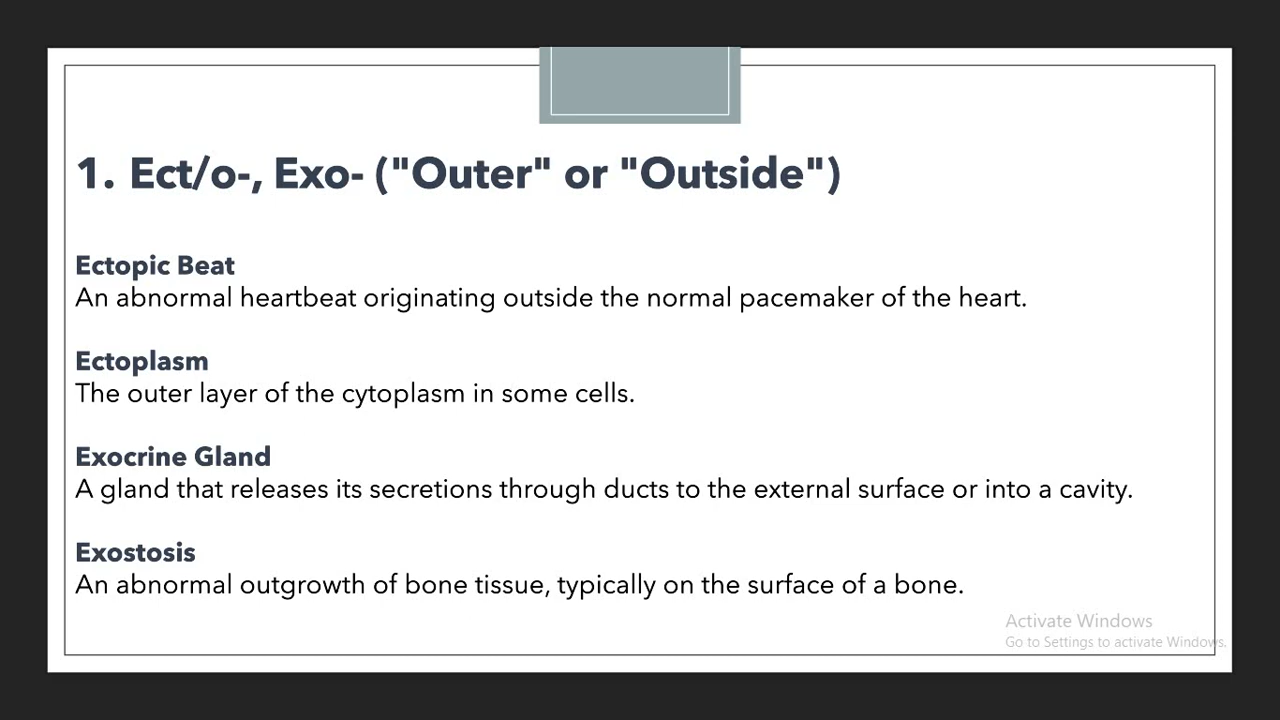 1. Ect/o-, Exo- ("Outer" or "Outside")
Ectopic Beat
An abnormal heartbeat originating outside the normal pacemaker of the heart.
Ectoplasm
The outer layer of the cytoplasm in some cells.
Exocrine Gland
A gland that releases its secretions through ducts to the external surface or into a cavity.
Exostosis
An abnormal outgrowth of bone tissue, typically on the surface of a bone.
Activate Windows
Go to Settings to activate Windows.